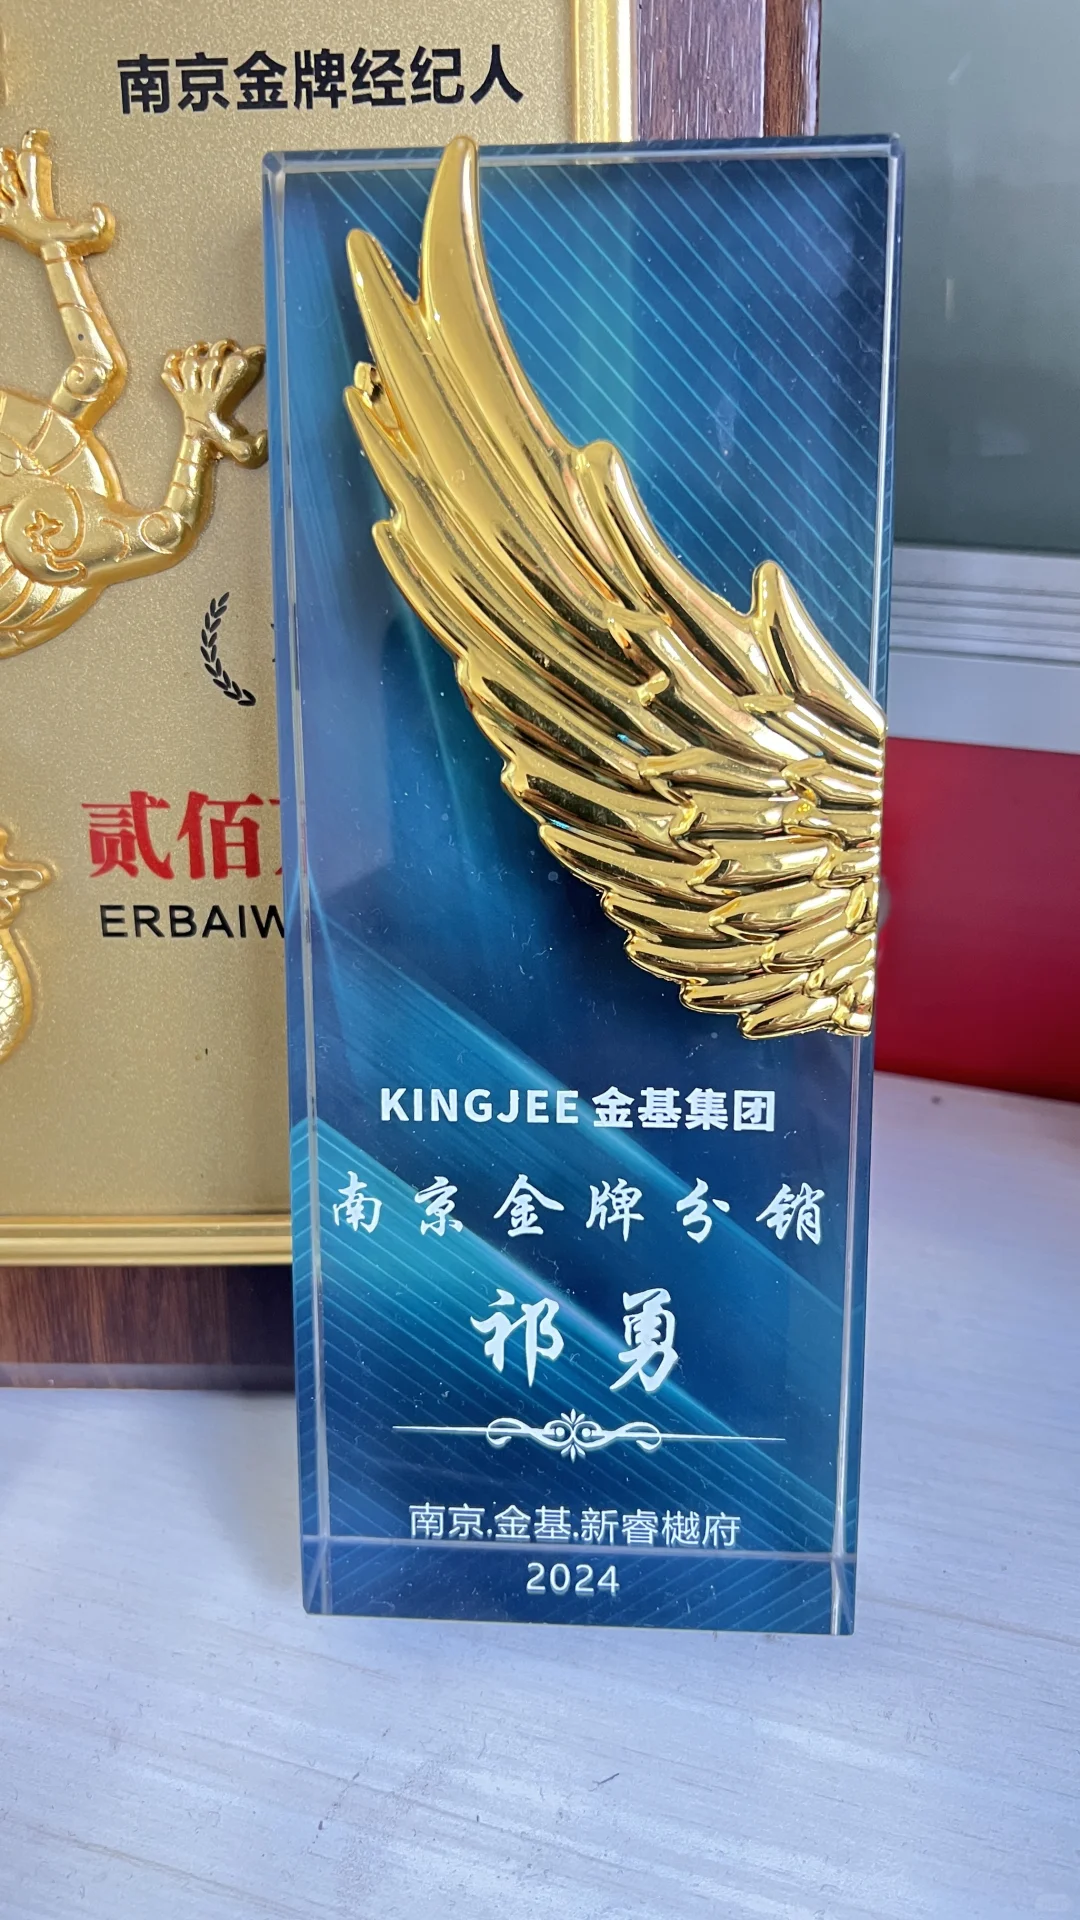 南京金牌经纪人
贰佰
ERBAIW
KINGJEE 金基集团
南京金牌分销
祁勇
南京.金基.新睿樾府
2024